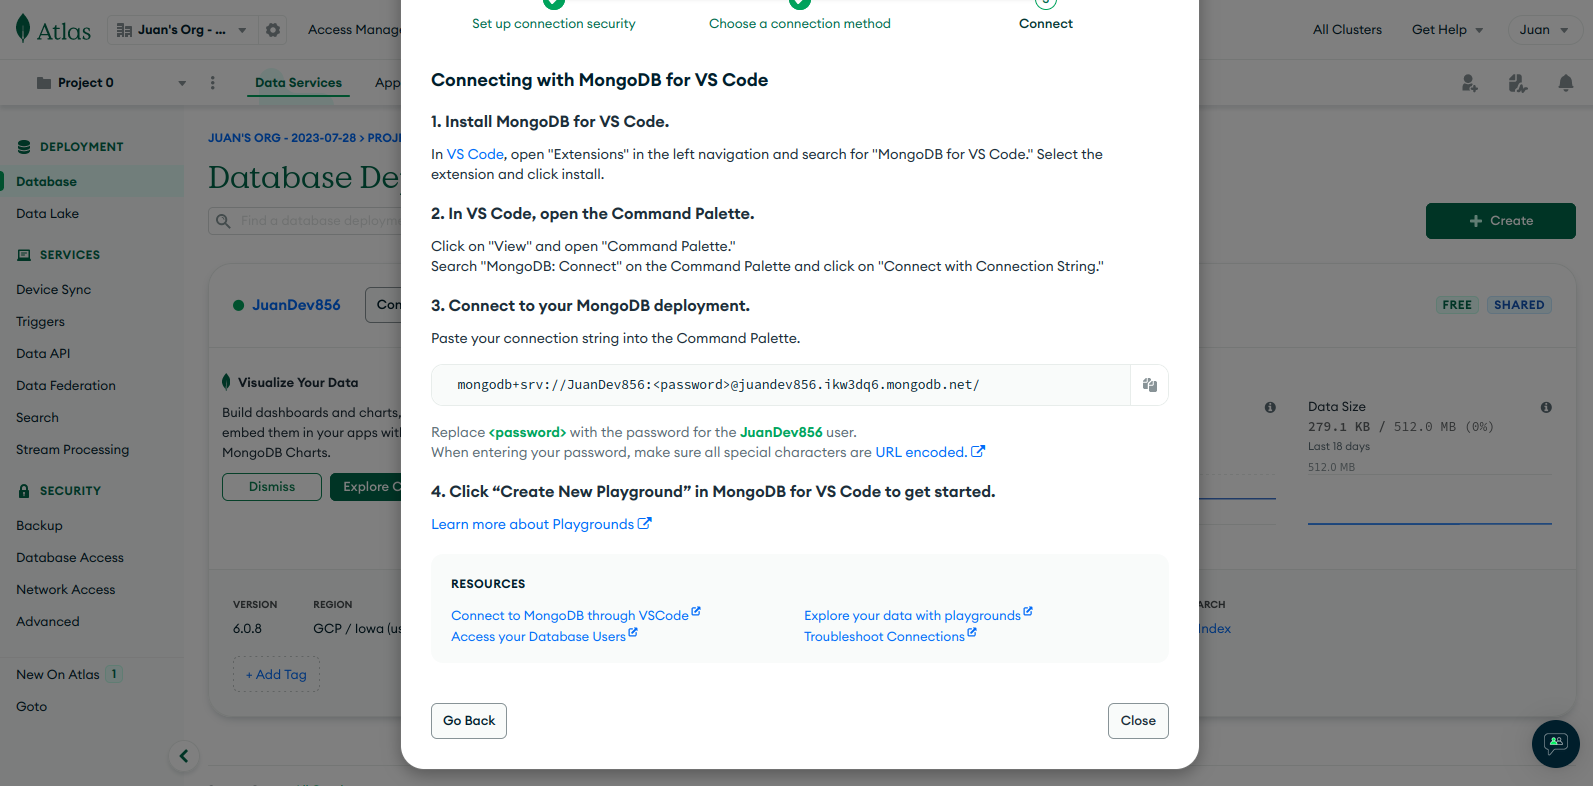 Atlas
Juan's Org - ...
Access Manag
All Clusters
Get Help
Juan
Set up connection security
Choose a connection method
Connect
Project 0
Data Services
App
DEPLOYMENT
Database
Data Lake
SERVICES
Device Sync
Triggers
Data API
Data Federation
Search
Stream Processing
SECURITY
Backup
Database Access
Network Access
Advanced
New On Atlas 1
Goto
JUAN'S ORG - 2023-07-28 > PROJE
Database De
Find a database deployme
+ Create
JuanDev856
Con
FREE
SHARED
Visualize Your Data
Build dashboards and charts,
embed them in your apps wit
MongoDB Charts.
Dismiss
Explore C
Data Size
279.1 KB / 512.0 MB (0%)
Last 18 days
512.0 MB
VERSION
6.0.8
REGION
GCP / Iowa (us
+ Add Tag
ARCH
Index
Connecting with MongoDB for VS Code
1. Install MongoDB for VS Code.
In VS Code, open "Extensions" in the left navigation and search for "MongoDB for VS Code." Select the
extension and click install.
2. In VS Code, open the Command Palette.
Click on "View" and open "Command Palette."
Search "MongoDB: Connect" on the Command Palette and click on "Connect with Connection String."
3. Connect to your MongoDB deployment.
Paste your connection string into the Command Palette.
mongodb+srv://JuanDev856:<password>@juandev856.ikw3dq6.mongodb.net/
Replace <password> with the password for the JuanDev856 user.
When entering your password, make sure all special characters are URL encoded.
4. Click “Create New Playground” in MongoDB for VS Code to get started.
Learn more about Playgrounds
RESOURCES
Connect to MongoDB through VSCode
Access your Database Users
Explore your data with playgrounds
Troubleshoot Connections
Go Back
Close